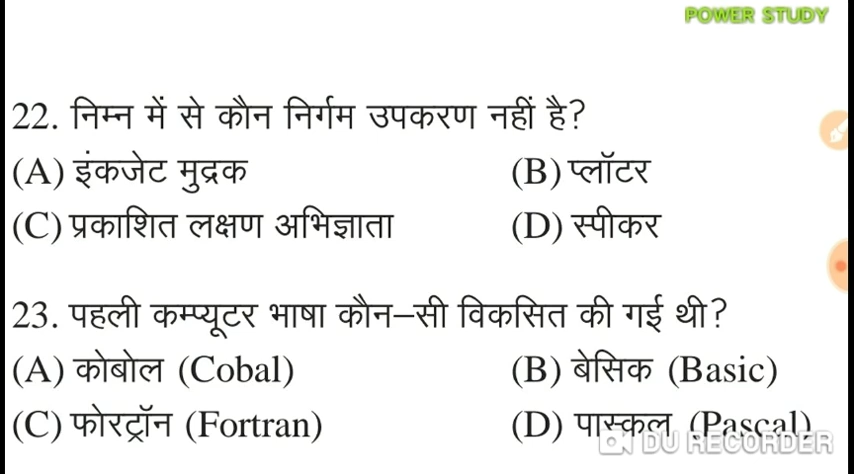 POWER STUDY
22. निम्न में से कौन निर्गम उपकरण नहीं है?
(A) इंकजेट मुद्रक (B) प्लॉटर
(C) प्रकाशित लक्षण अभिज्ञाता (D) स्पीकर
23. पहली कम्प्यूटर भाषा कौन–सी विकसित की गई थी?
(A) कोबोल (Cobal) (B) बेसिक (Basic)
(C) फोरट्रॉन (Fortran) (D) पास्कल (Pascal)
DU RECORDER